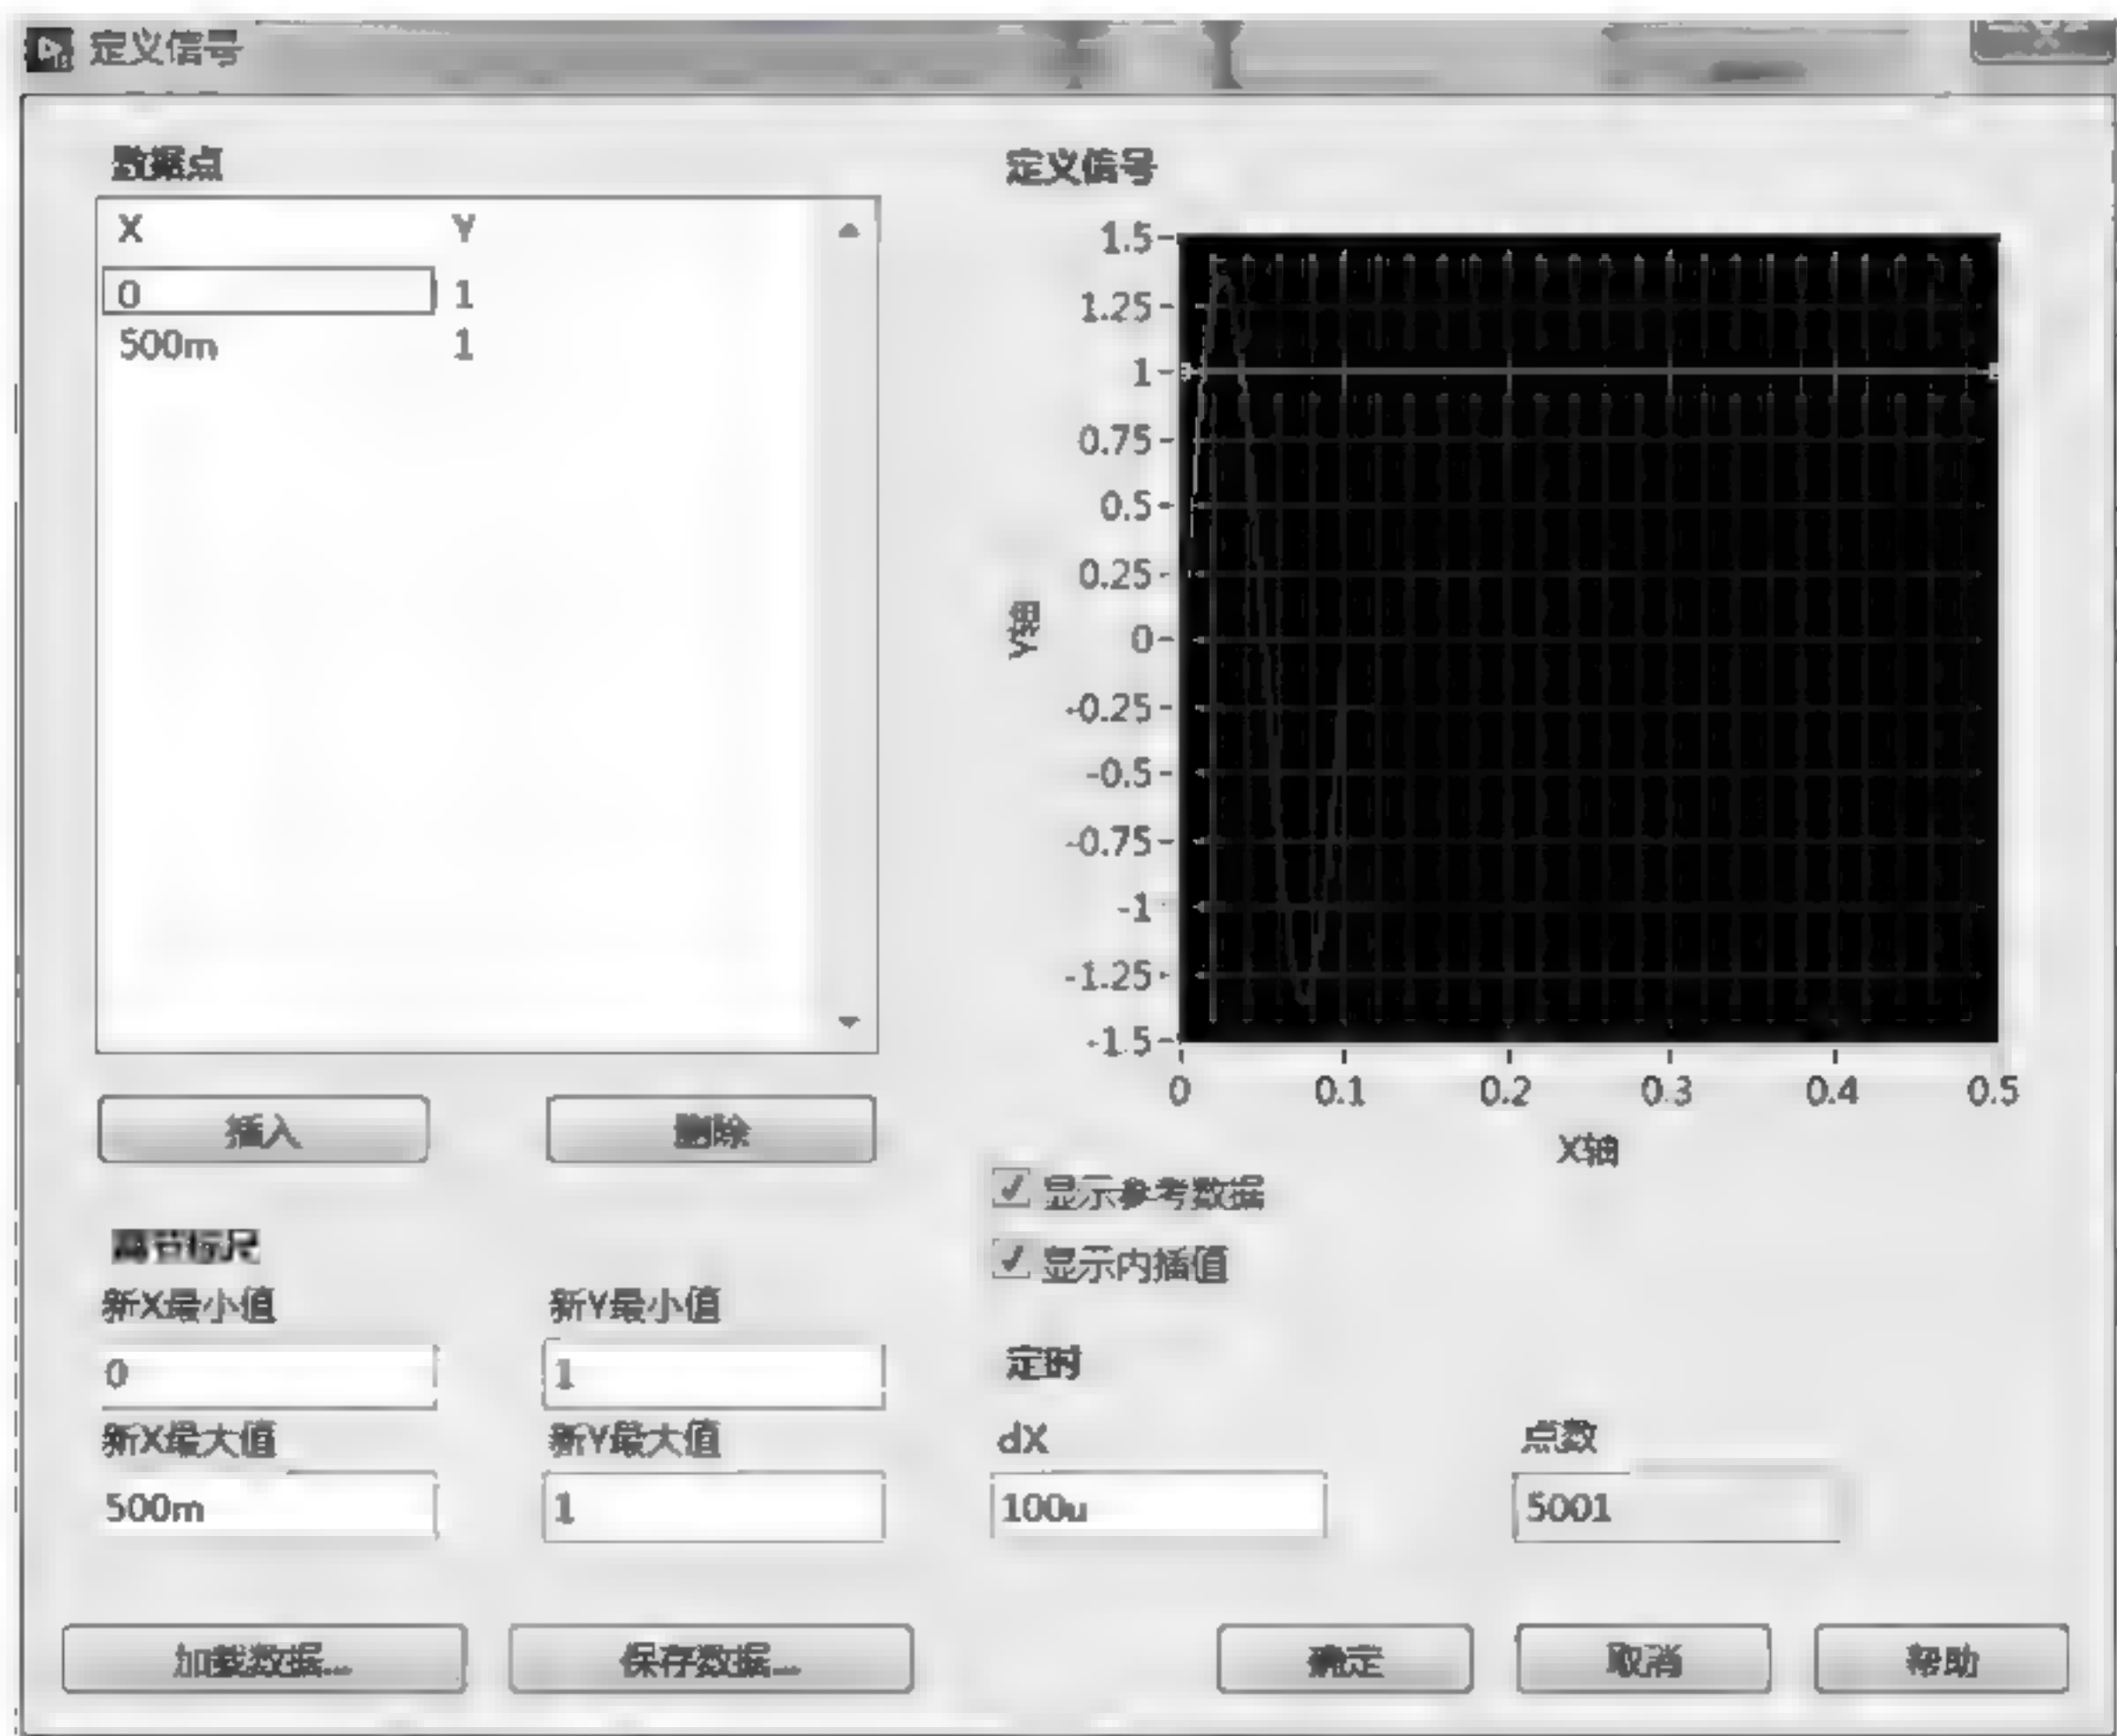 定义信号
数据点
X Y
0 1
500m 1
插入 删除
调节标尺
新X最小值 新Y最小值
0 1
新X最大值 新Y最大值
500m 1
加载数据... 保存数据...
定义信号
Y轴
1.5
1.25
1
0.75
0.5
0.25
0
-0.25
-0.5
-0.75
-1
-1.25
-1.5
0 0.1 0.2 0.3 0.4 0.5
X轴
显示参考数据
显示内插值
定时
dX 点数
100u 5001
确定 取消 帮助